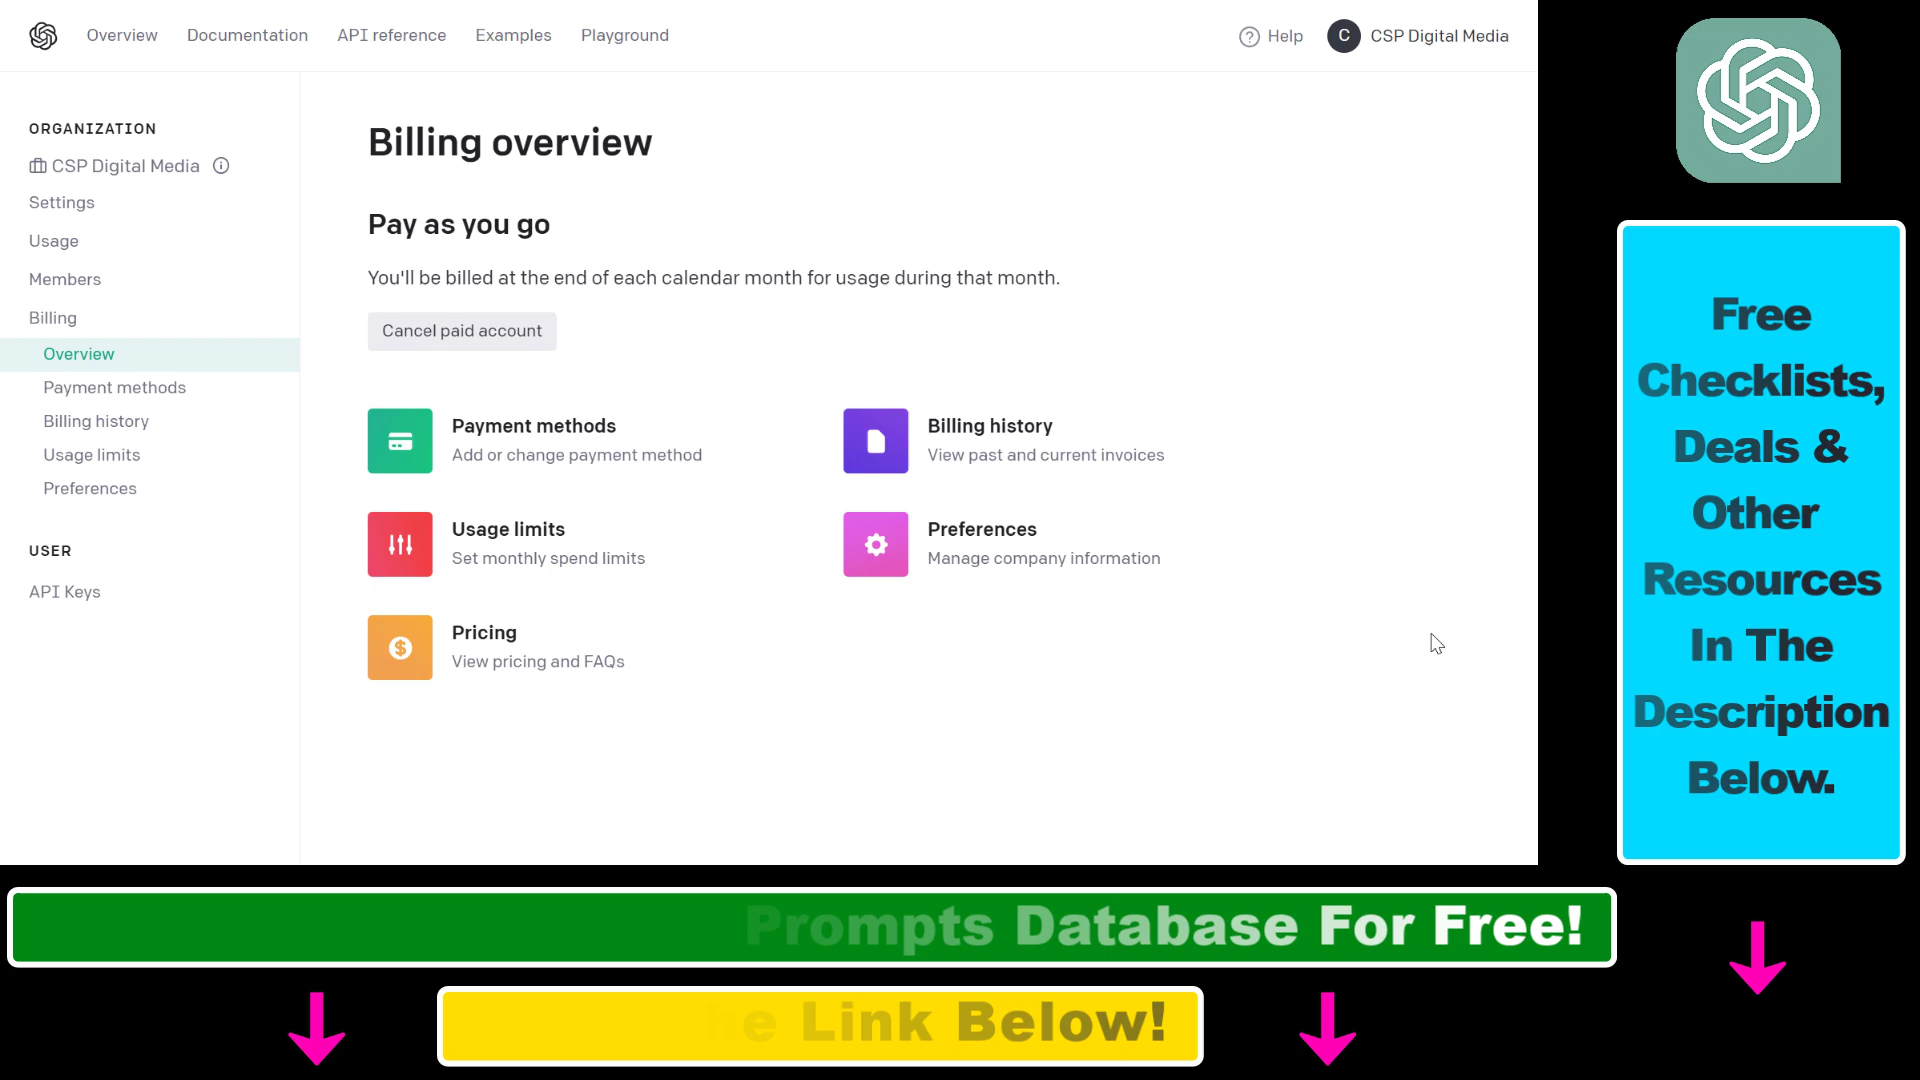 Overview Documentation API reference Examples Playground
Help C CSP Digital Media
ORGANIZATION
CSP Digital Media
Settings
Usage
Members
Billing
Overview
Payment methods
Billing history
Usage limits
Preferences
USER
API Keys
Billing overview
Pay as you go
You'll be billed at the end of each calendar month for usage during that month.
Cancel paid account
Payment methods
Add or change payment method
Billing history
View past and current invoices
Usage limits
Set monthly spend limits
Preferences
Manage company information
Pricing
View pricing and FAQs
Free
Checklists,
Deals &
Other
Resources
In The
Description
Below.
Prompts Database For Free!
he Link Below!